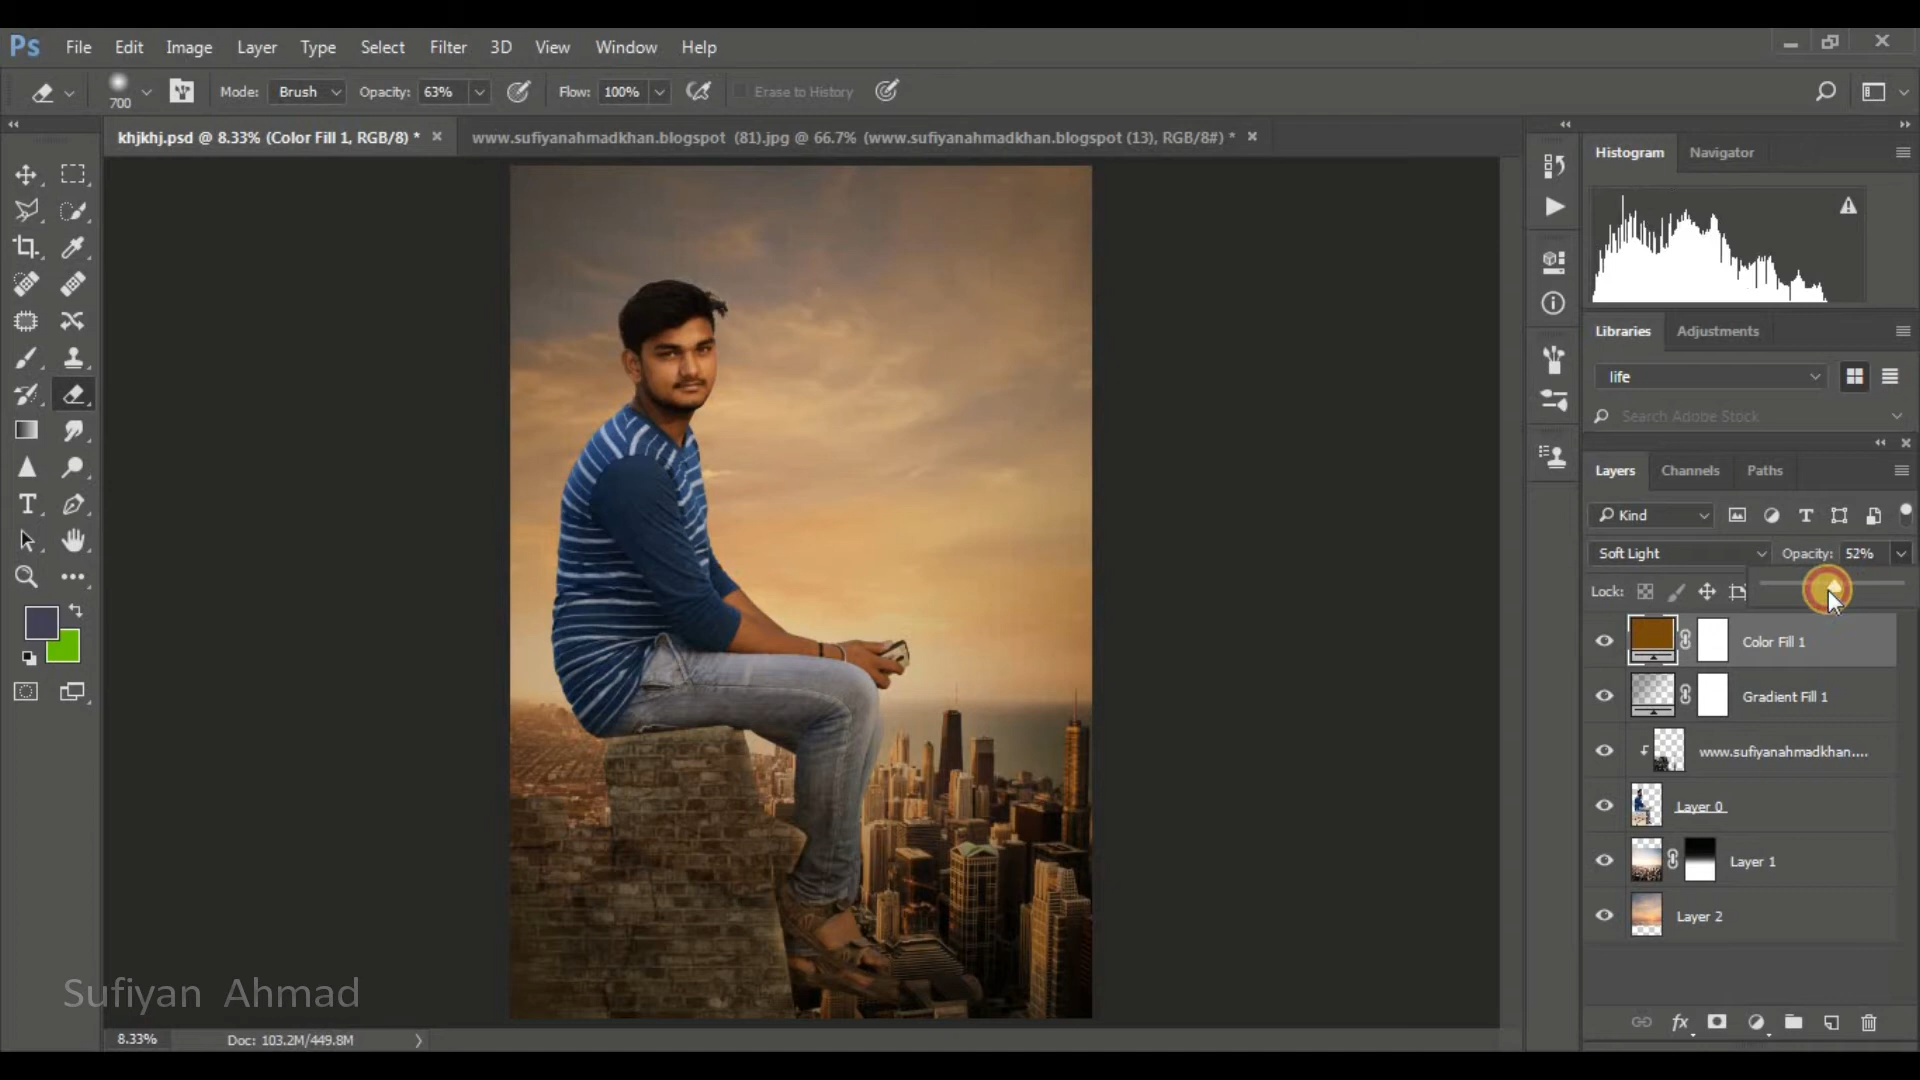 Ps File Edit Image Layer Type Select Filter 3D View Window Help
700 Mode: Brush Opacity: 63% Flow: 100% Erase to History
khjkhj.psd @ 8.33% (Color Fill 1, RGB/8) *
www.sufiyanahmadkhan.blogspot (81).jpg @ 66.7% (www.sufiyanahmadkhan.blogspot (13), RGB/8#) *
Histogram Navigator
Libraries Adjustments
life
Search Adobe Stock
Layers Channels Paths
Kind
Soft Light Opacity: 52%
Lock:
Color Fill 1
Gradient Fill 1
www.sufiyanahmadkhan....
Layer 0
Layer 1
Layer 2
fx
Sufiyan Ahmad
8.33% Doc: 103.2M/449.8M